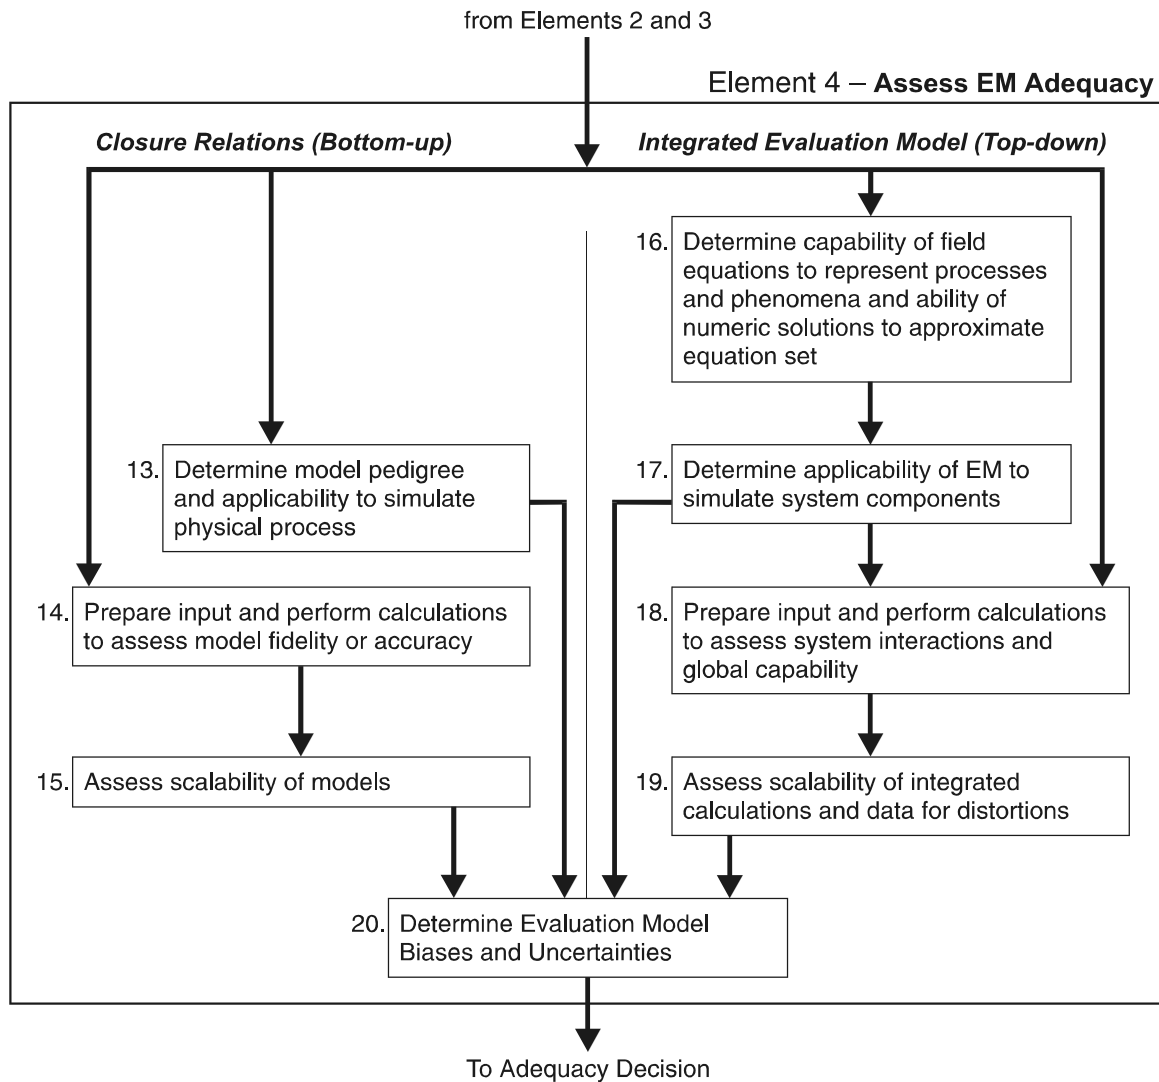 from Elements 2 and 3
Element 4 – Assess EM Adequacy
Closure Relations (Bottom-up)
Integrated Evaluation Model (Top-down)
16. Determine capability of field
equations to represent processes
and phenomena and ability of
numeric solutions to approximate
equation set
13. Determine model pedigree
and applicability to simulate
physical process
17. Determine applicability of EM to
simulate system components
14. Prepare input and perform calculations
to assess model fidelity or accuracy
18. Prepare input and perform calculations
to assess system interactions and
global capability
15. Assess scalability of models
19. Assess scalability of integrated
calculations and data for distortions
20. Determine Evaluation Model
Biases and Uncertainties
To Adequacy Decision